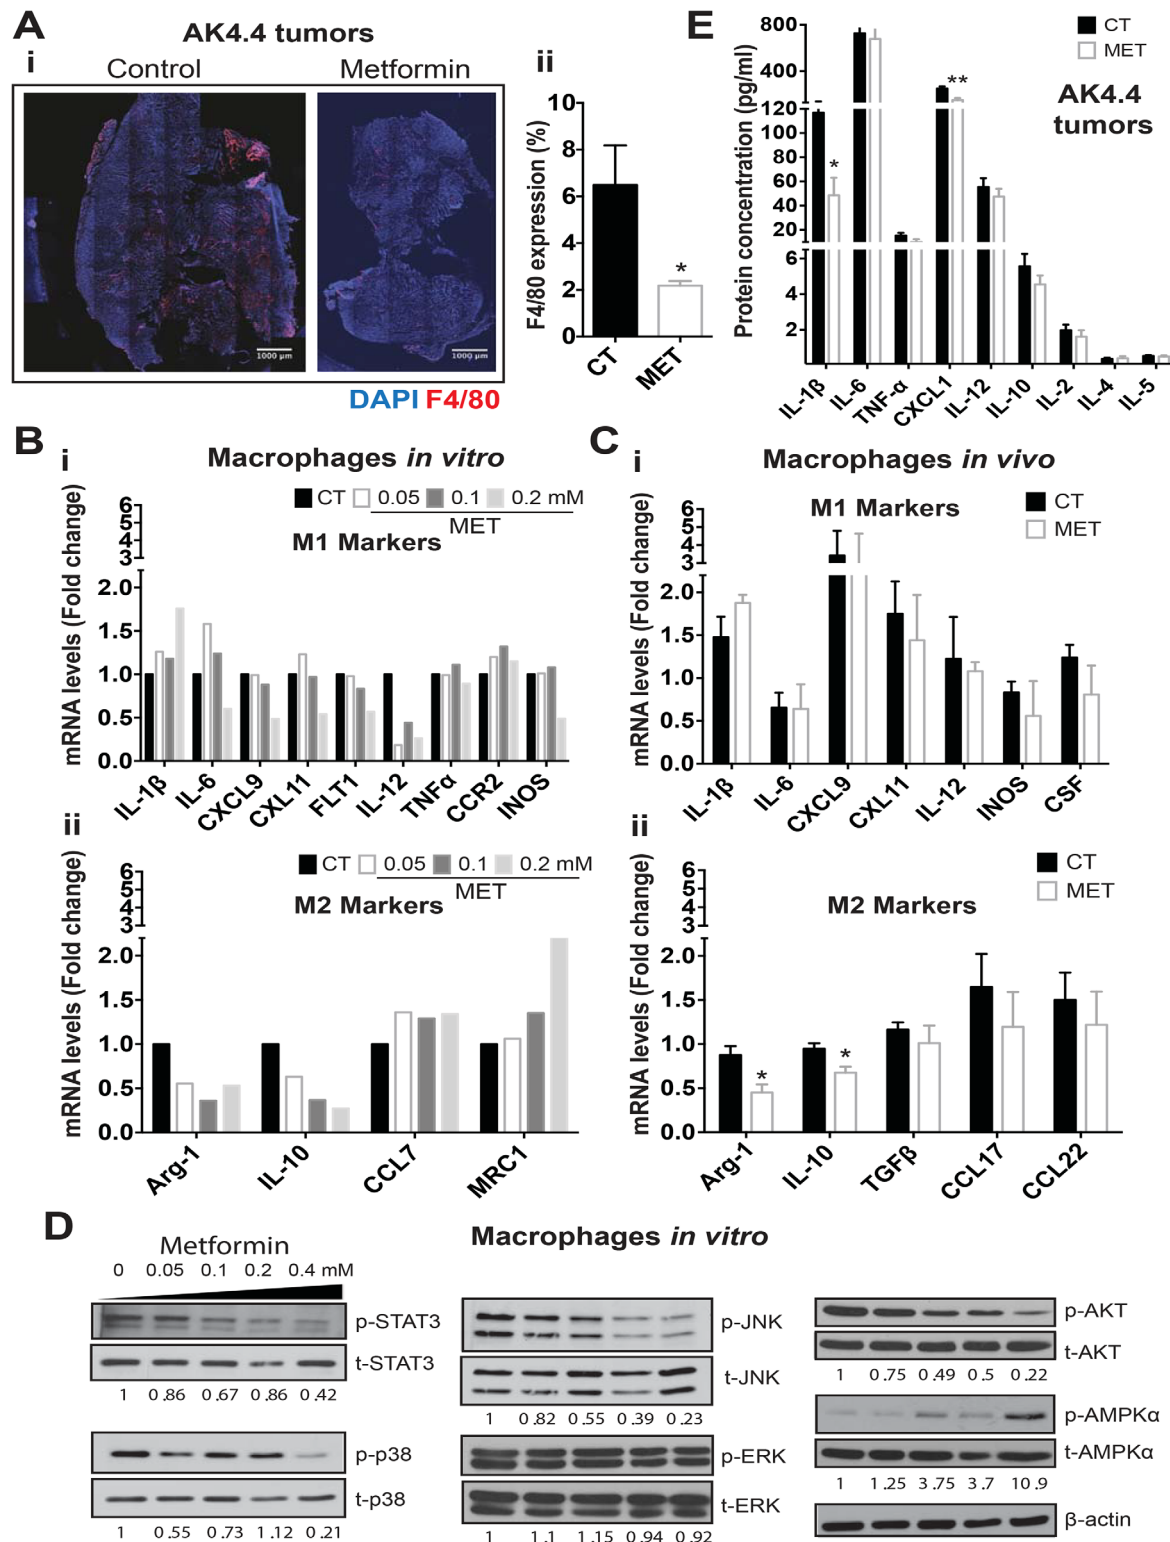 A
AK4.4 tumors
i
Control
Metformin
1000 µm
1000 µm
DAPI F4/80
ii
F4/80 expression (%)
10
8
6
4
2
0
*
CT
MET
E
CT
MET
AK4.4
tumors
Protein concentration (pg/ml)
800
400
120
100
80
60
40
20
6
4
2
*
**
IL-1β
IL-6
TNF-α
CXCL1
IL-12
IL-10
IL-2
IL-4
IL-5
B
Macrophages in vitro
i
CT 0.05 0.1 0.2 mM
MET
M1 Markers
mRNA levels (Fold change)
6
5
4
3
2.0
1.5
1.0
0.5
0.0
IL-1β
IL-6
CXCL9
CXL11
FLT1
IL-12
TNFα
CCR2
INOS
ii
CT 0.05 0.1 0.2 mM
MET
M2 Markers
mRNA levels (Fold change)
6
5
4
3
2.0
1.5
1.0
0.5
0.0
Arg-1
IL-10
CCL7
MRC1
C
Macrophages in vivo
i
M1 Markers
CT
MET
mRNA levels (Fold change)
6
5
4
3
2.0
1.5
1.0
0.5
0.0
IL-1β
IL-6
CXCL9
CXL11
IL-12
INOS
CSF
ii
CT
MET
M2 Markers
mRNA levels (Fold change)
6
5
4
3
2.0
1.5
1.0
0.5
0.0
*
*
Arg-1
IL-10
TGFβ
CCL17
CCL22
D
Macrophages in vitro
Metformin
0 0.05 0.1 0.2 0.4 mM
p-STAT3
t-STAT3
1 0.86 0.67 0.86 0.42
p-p38
t-p38
1 0.55 0.73 1.12 0.21
p-JNK
t-JNK
1 0.82 0.55 0.39 0.23
p-ERK
t-ERK
1 1.1 1.15 0.94 0.92
p-AKT
t-AKT
1 0.75 0.49 0.5 0.22
p-AMPKα
t-AMPKα
1 1.25 3.75 3.7 10.9
β-actin